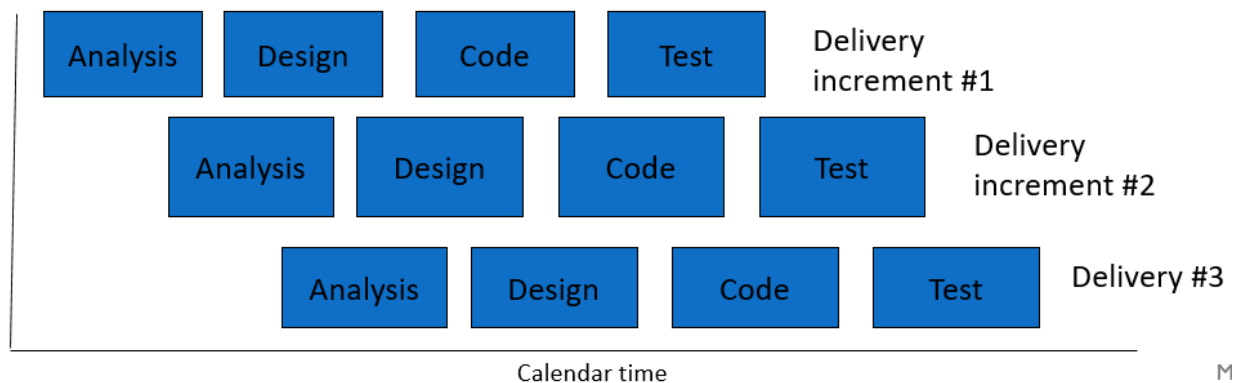 Analysis Design Code Test Delivery
increment #1
Analysis Design Code Test Delivery
increment #2
Analysis Design Code Test Delivery #3
Calendar time
M